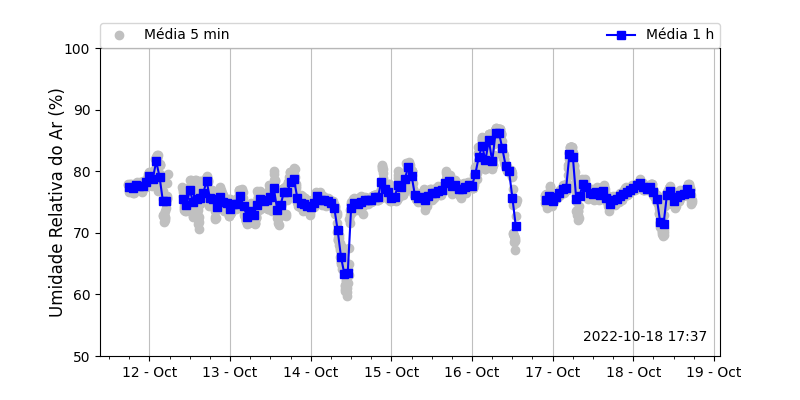 Média 5 min
Média 1 h
Umidade Relativa do Ar (%)
100
90
80
70
60
50
2022-10-18 17:37
12 - Oct
13 - Oct
14 - Oct
15 - Oct
16 - Oct
17 - Oct
18 - Oct
19 - Oct